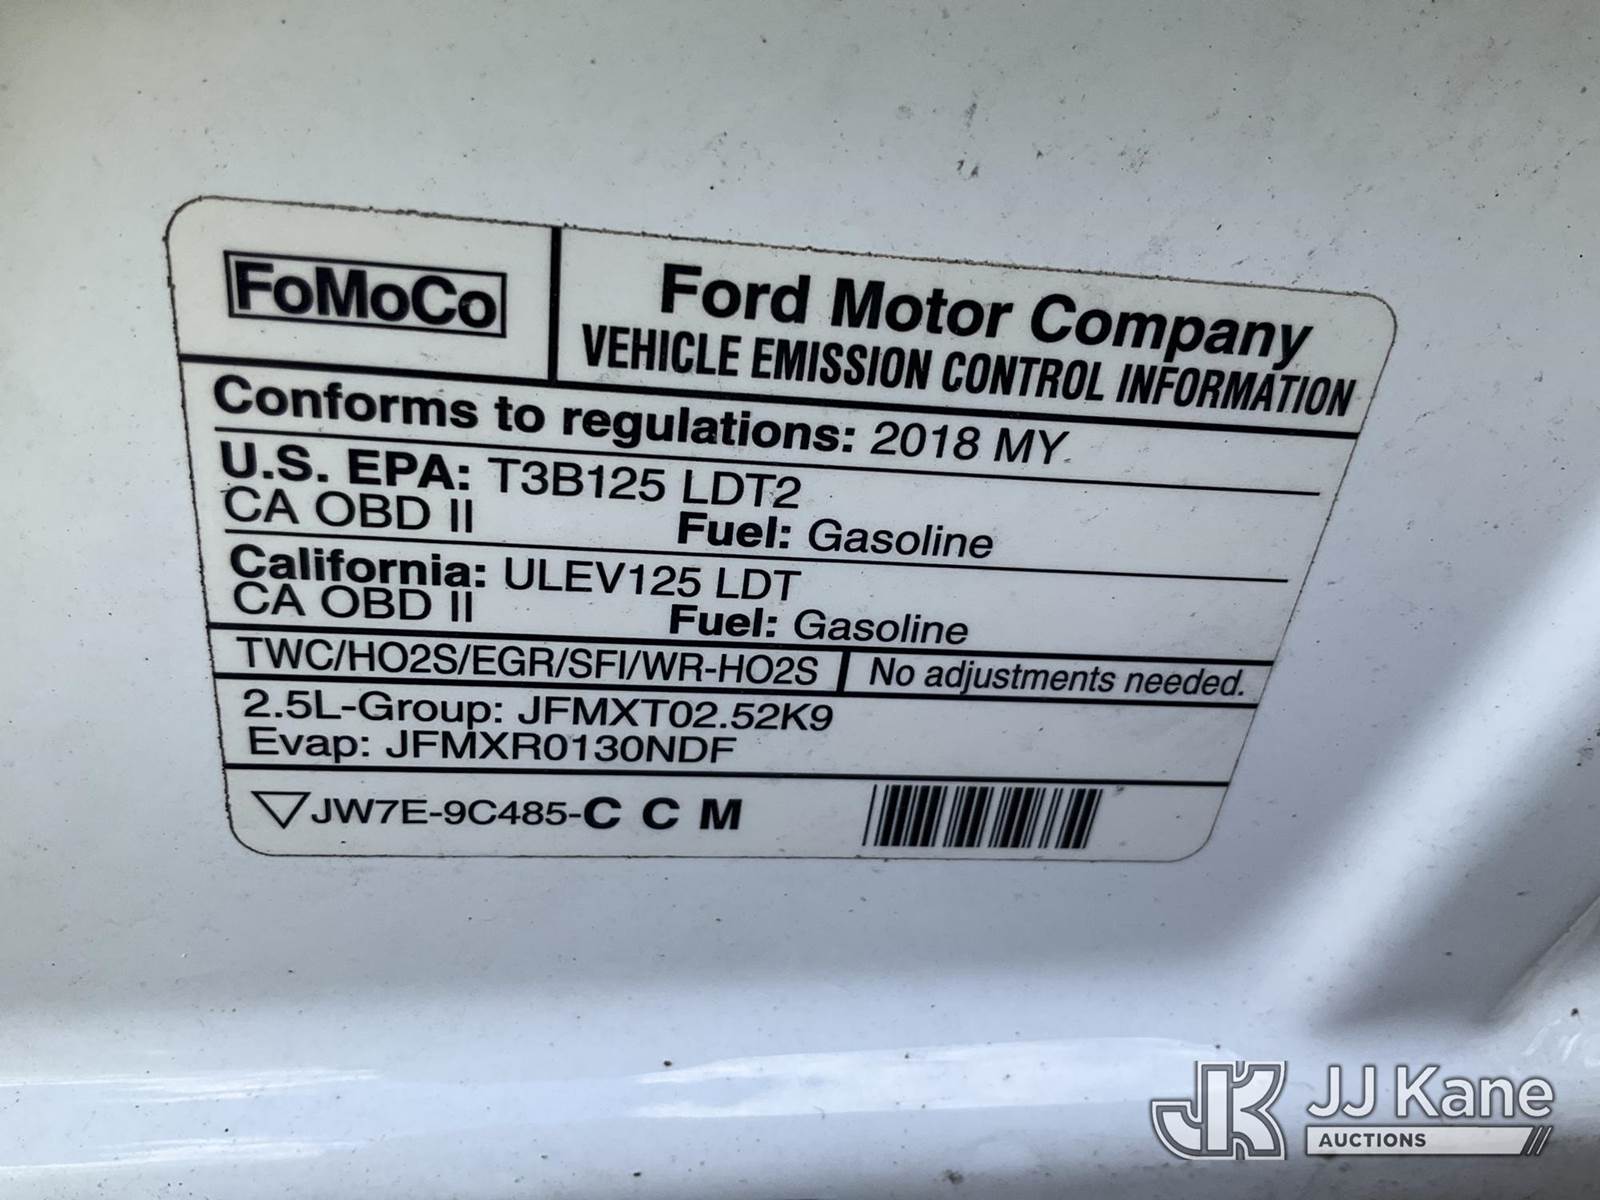 FoMoCo
Ford Motor Company
VEHICLE EMISSION CONTROL INFORMATION
Conforms to regulations: 2018 MY
U.S. EPA: T3B125 LDT2
CA OBD II Fuel: Gasoline
California: ULEV125 LDT
CA OBD II Fuel: Gasoline
TWC/HO2S/EGR/SFI/WR-HO2S No adjustments needed.
2.5L-Group: JFMXT02.52K9
Evap: JFMXR0130NDF
JW7E-9C485-C C M
JK JJ Kane
AUCTIONS